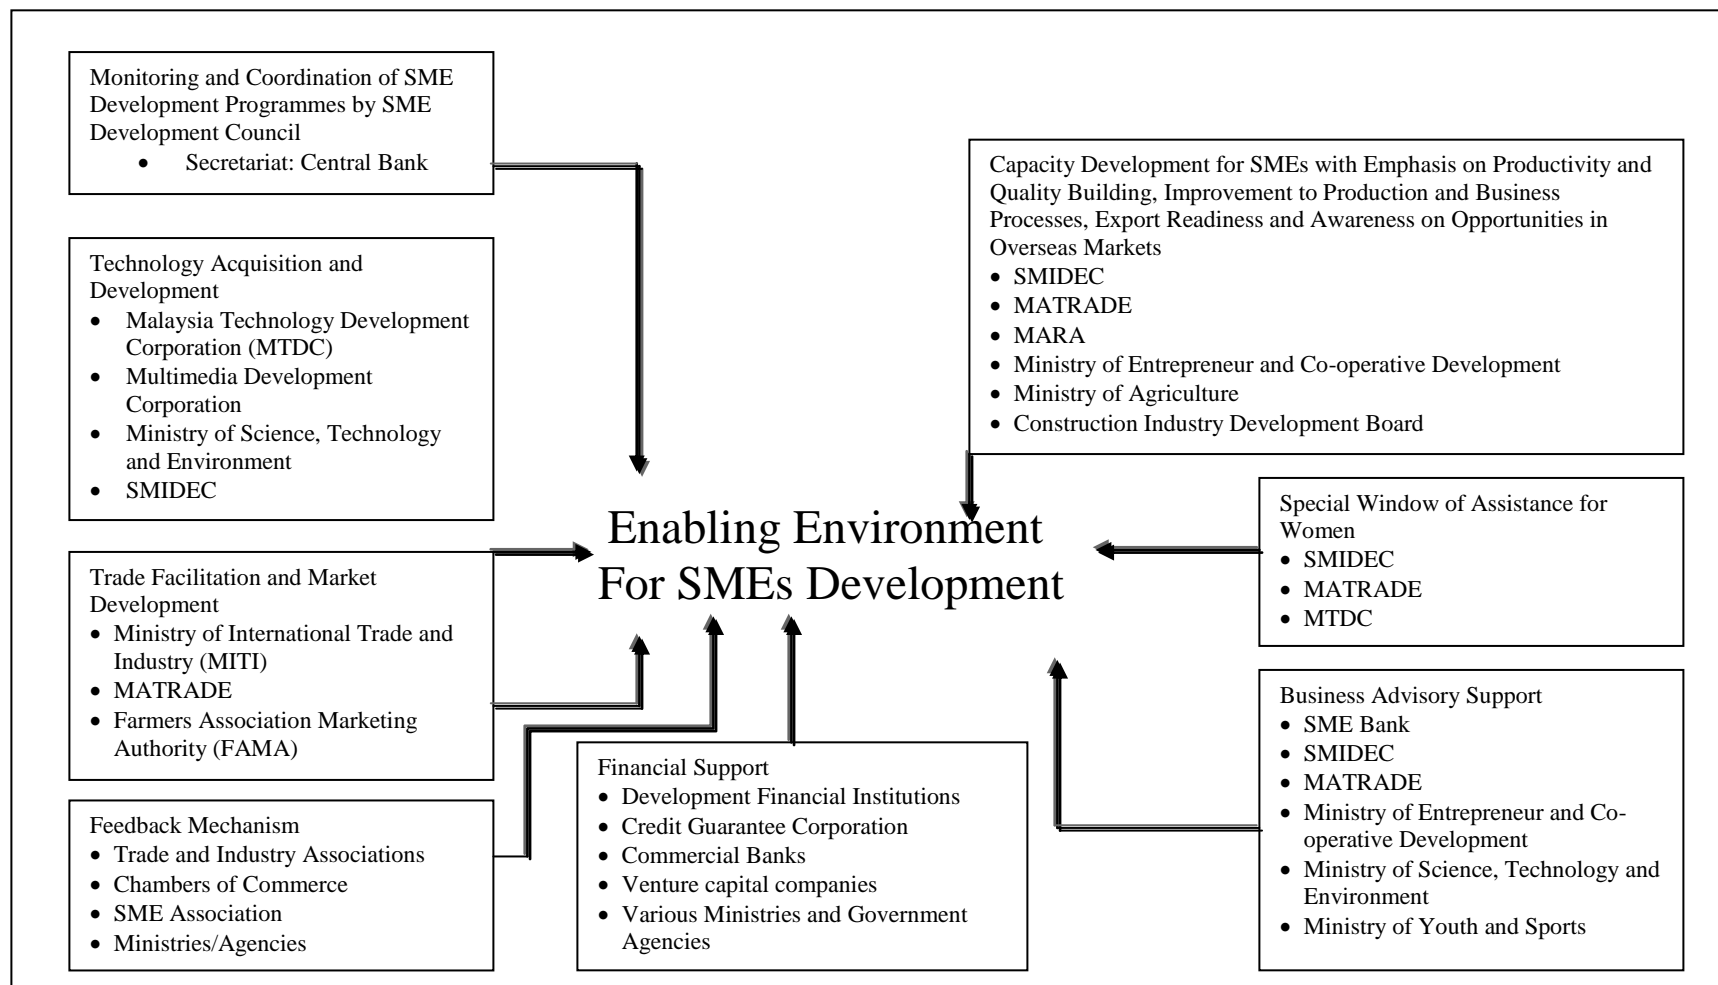 Monitoring and Coordination of SME
Development Programmes by SME
Development Council
• Secretariat: Central Bank
Technology Acquisition and
Development
• Malaysia Technology Development
Corporation (MTDC)
• Multimedia Development
Corporation
• Ministry of Science, Technology
and Environment
• SMIDEC
Trade Facilitation and Market
Development
• Ministry of International Trade and
Industry (MITI)
• MATRADE
• Farmers Association Marketing
Authority (FAMA)
Feedback Mechanism
• Trade and Industry Associations
• Chambers of Commerce
• SME Association
• Ministries/Agencies
Enabling Environment
For SMEs Development
Financial Support
• Development Financial Institutions
• Credit Guarantee Corporation
• Commercial Banks
• Venture capital companies
• Various Ministries and Government
Agencies
Capacity Development for SMEs with Emphasis on Productivity and
Quality Building, Improvement to Production and Business
Processes, Export Readiness and Awareness on Opportunities in
Overseas Markets
• SMIDEC
• MATRADE
• MARA
• Ministry of Entrepreneur and Co-operative Development
• Ministry of Agriculture
• Construction Industry Development Board
Special Window of Assistance for
Women
• SMIDEC
• MATRADE
• MTDC
Business Advisory Support
• SME Bank
• SMIDEC
• MATRADE
• Ministry of Entrepreneur and Co-
operative Development
• Ministry of Science, Technology and
Environment
• Ministry of Youth and Sports